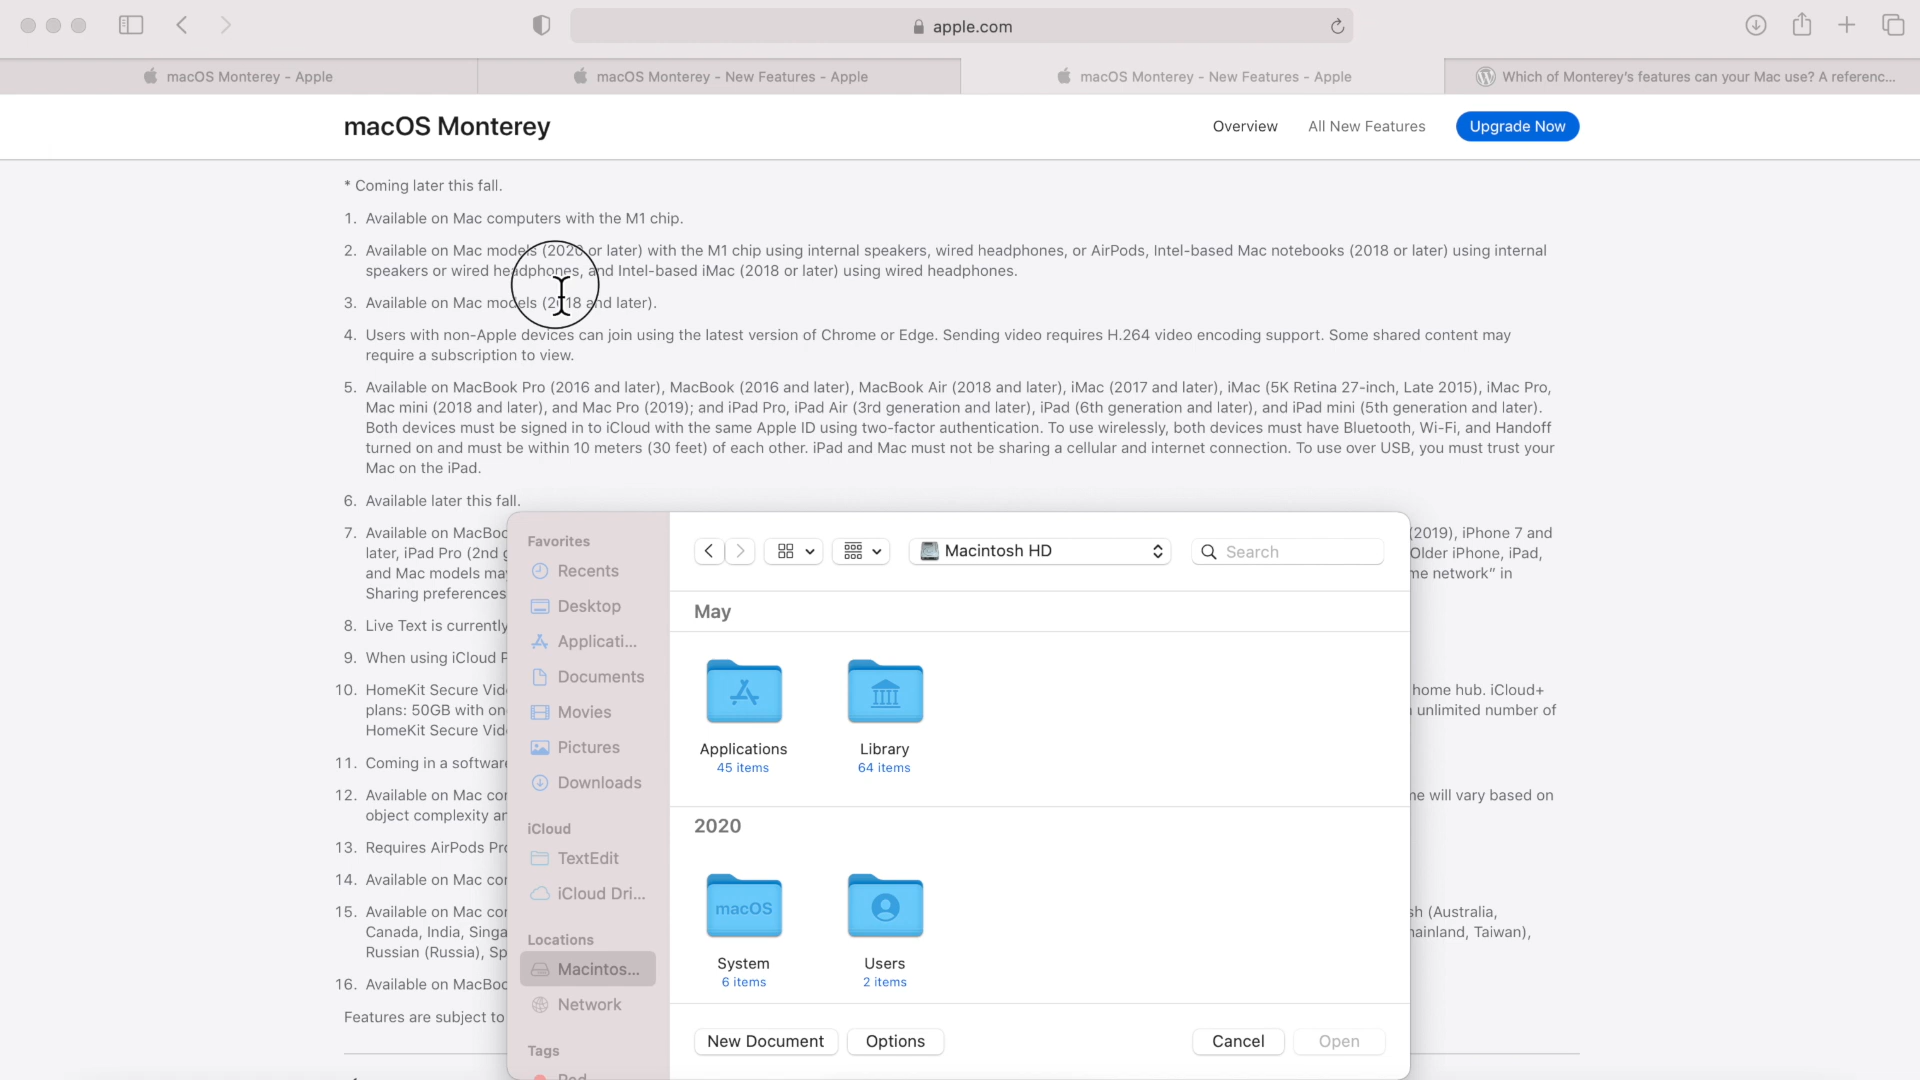 apple.com
macOS Monterey - Apple
macOS Monterey - New Features - Apple
macOS Monterey - New Features - Apple
Which of Monterey's features can your Mac use? A referenc...
macOS Monterey
Overview
All New Features
Upgrade Now
* Coming later this fall.
1. Available on Mac computers with the M1 chip.
2. Available on Mac models (2020 or later) with the M1 chip using internal speakers, wired headphones, or AirPods, Intel-based Mac notebooks (2018 or later) using internal
speakers or wired headphones, and Intel-based iMac (2018 or later) using wired headphones.
3. Available on Mac models (2018 and later).
4. Users with non-Apple devices can join using the latest version of Chrome or Edge. Sending video requires H.264 video encoding support. Some shared content may
require a subscription to view.
5. Available on MacBook Pro (2016 and later), MacBook (2016 and later), MacBook Air (2018 and later), iMac (2017 and later), iMac (5K Retina 27-inch, Late 2015), iMac Pro,
Mac mini (2018 and later), and Mac Pro (2019); and iPad Pro, iPad Air (3rd generation and later), iPad (6th generation and later), and iPad mini (5th generation and later).
Both devices must be signed in to iCloud with the same Apple ID using two-factor authentication. To use wirelessly, both devices must have Bluetooth, Wi-Fi, and Handoff
turned on and must be within 10 meters (30 feet) of each other. iPad and Mac must not be sharing a cellular and internet connection. To use over USB, you must trust your
Mac on the iPad.
6. Available later this fall.
7. Available on MacBo
(2019), iPhone 7 and
later, iPad Pro (2nd
Older iPhone, iPad,
and Mac models ma
network" in
Sharing preferences
8. Live Text is currently
9. When using iCloud
10. HomeKit Secure Vid
home hub. iCloud+
plans: 50GB with on
unlimited number of
HomeKit Secure Vid
11. Coming in a softwar
12. Available on Mac co
will vary based on
object complexity
13. Requires AirPods Pr
14. Available on Mac co
15. Available on Mac co
(Australia,
Canada, India, Singa
ainland, Taiwan),
Russian (Russia), Sp
16. Available on MacBo
Features are subject to
Favorites
Recents
Desktop
Applicati...
Documents
Movies
Pictures
Downloads
iCloud
TextEdit
iCloud Dri...
Locations
Macintos...
Network
Tags
Macintosh HD
Search
May
Applications
45 items
Library
64 items
2020
macOS
System
6 items
Users
2 items
New Document
Options
Cancel
Open